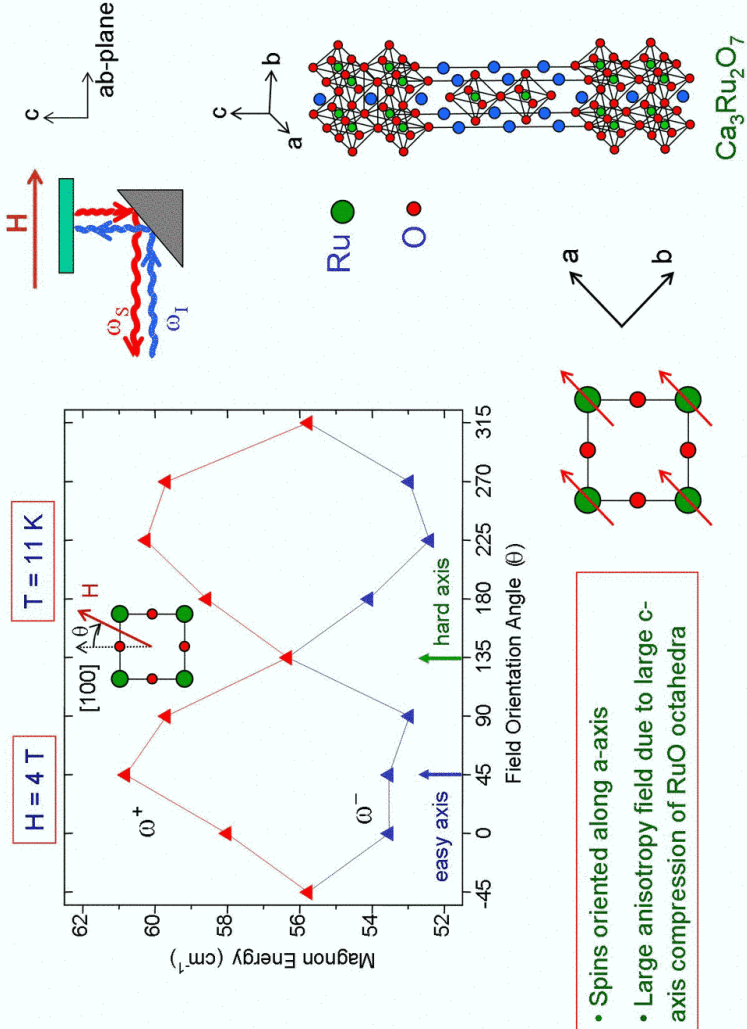 H = 4 T
T = 11 K
Magnon Energy (cm⁻¹)
62
60
58
56
54
52
ω⁺
ω⁻
[100]
θ
H
easy axis
hard axis
-45
0
45
90
135
180
225
270
315
Field Orientation Angle (θ)
H
ωS
ωI
c
ab-plane
• Spins oriented along a-axis
• Large anisotropy field due to large c-
axis compression of RuO octahedra
a
b
Ru
O
c
a
b
Ca₃Ru₂O₇